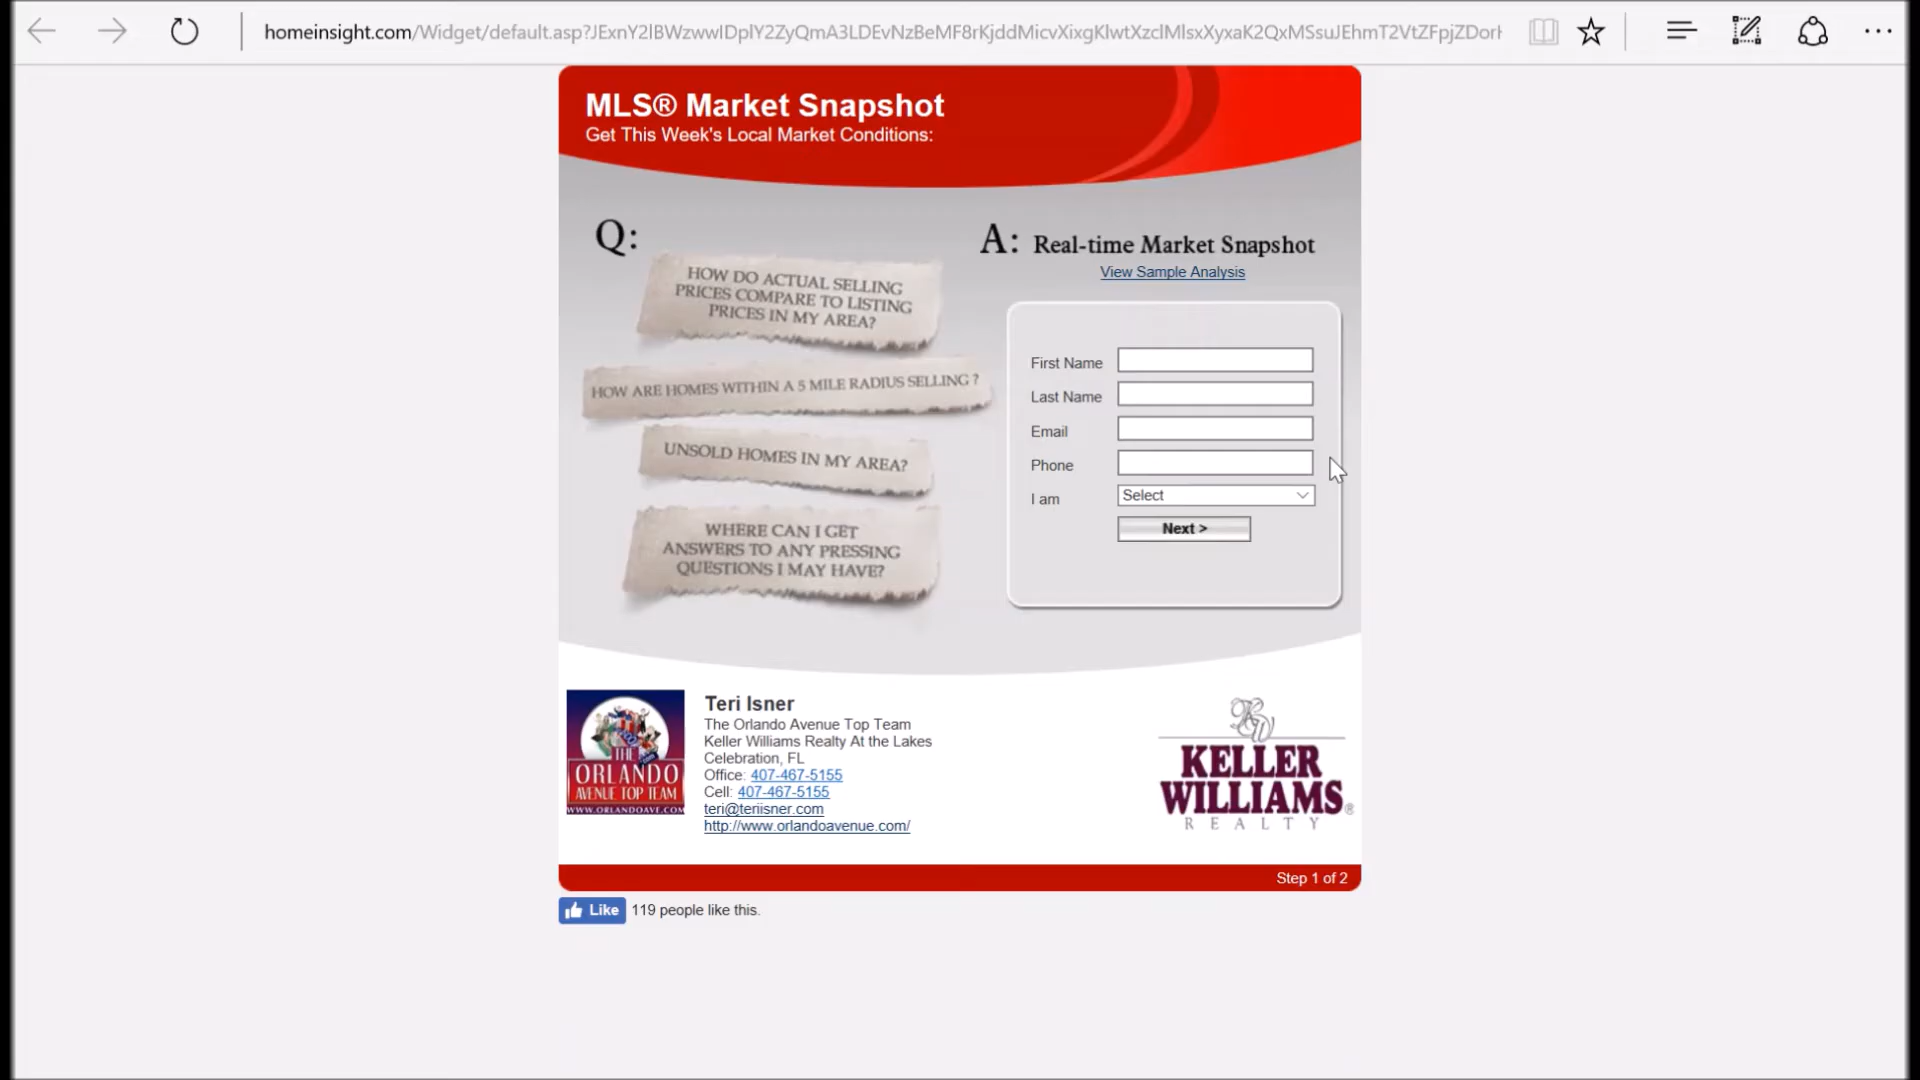 homeinsight.com/Widget/default.asp?JExnY2lBWzwwIDplY2ZyQmA3LDEvNzBeMF8rKjddMicvXixgKlwtXzclMlsxXyxaK2QxMSsuJEhmT2VtZFpjZDor
MLS® Market Snapshot
Get This Week's Local Market Conditions:
Q:
HOW DO ACTUAL SELLING
PRICES COMPARE TO LISTING
PRICES IN MY AREA?
HOW ARE HOMES WITHIN A 5 MILE RADIUS SELLING ?
UNSOLD HOMES IN MY AREA?
WHERE CAN I GET
ANSWERS TO ANY PRESSING
QUESTIONS I MAY HAVE?
A: Real-time Market Snapshot
View Sample Analysis
First Name
Last Name
Email
Phone
I am Select
Next >
THE
ORLANDO
AVENUE TOP TEAM
WWW.ORLANDOAVE.COM
Teri Isner
The Orlando Avenue Top Team
Keller Williams Realty At the Lakes
Celebration, FL
Office: 407-467-5155
Cell: 407-467-5155
teri@teriisner.com
http://www.orlandoavenue.com/
KW
KELLER
WILLIAMS®
REALTY
Step 1 of 2
Like 119 people like this.